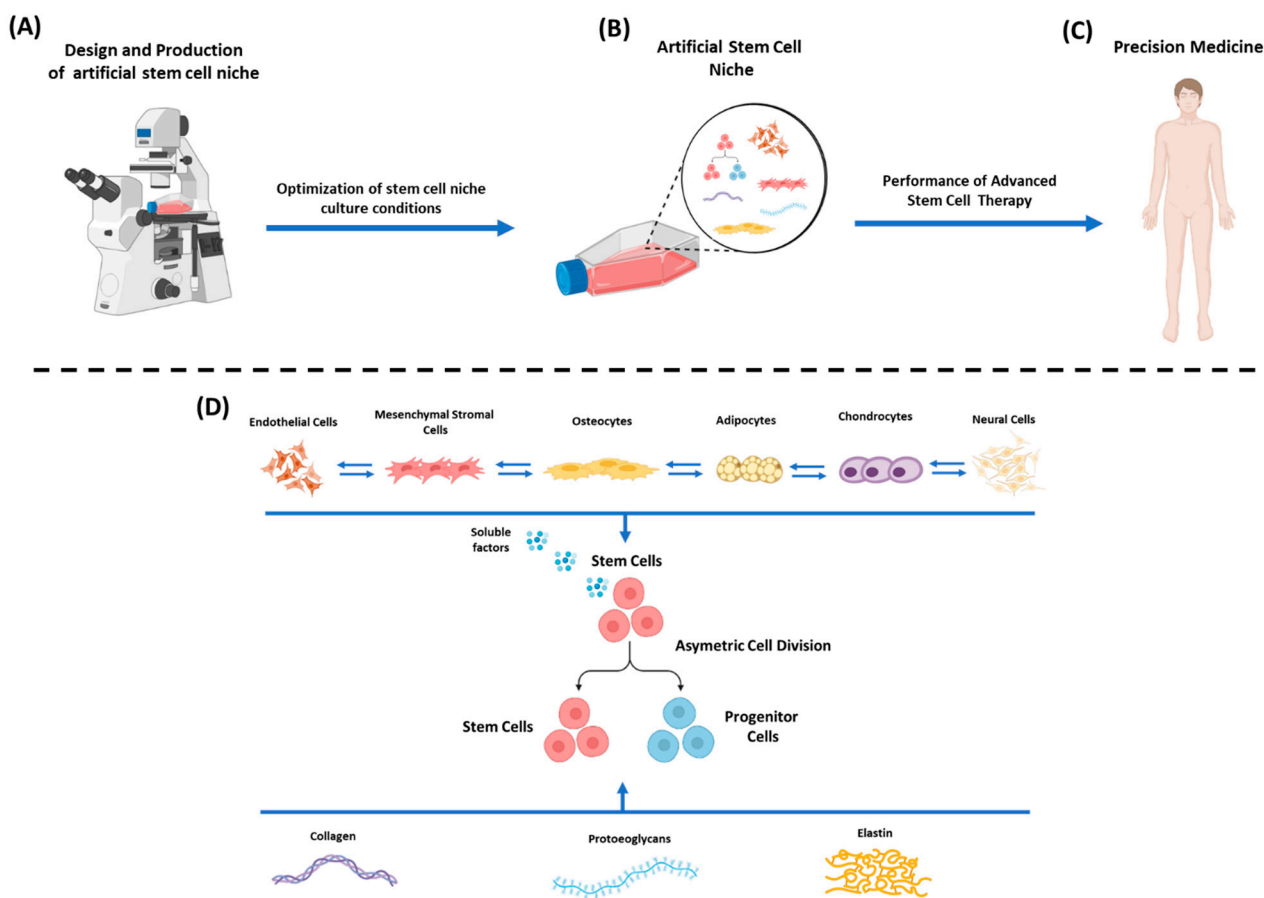 (A)
Design and Production
of artificial stem cell niche
Optimization of stem cell niche
culture conditions
(B)
Artificial Stem Cell
Niche
Performance of Advanced
Stem Cell Therapy
(C)
Precision Medicine
(D)
Endothelial Cells
Mesenchymal Stromal
Cells
Osteocytes
Adipocytes
Chondrocytes
Neural Cells
Soluble
factors
Stem Cells
Asymetric Cell Division
Stem Cells
Progenitor
Cells
Collagen
Protoeoglycans
Elastin